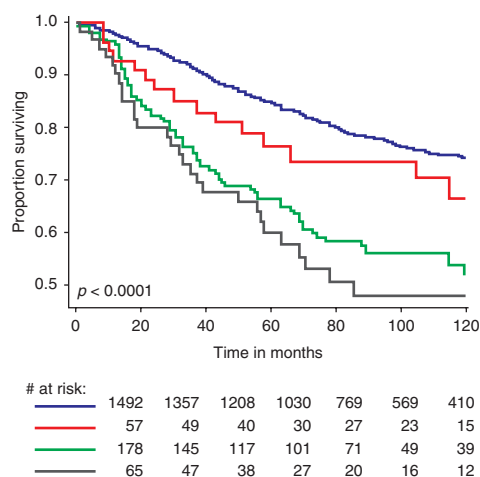 1.0
0.9
0.8
0.7
0.6
0.5
Proportion surviving
p < 0.0001
0 20 40 60 80 100 120
Time in months
# at risk:
1492 1357 1208 1030 769 569 410
57 49 40 30 27 23 15
178 145 117 101 71 49 39
65 47 38 27 20 16 12